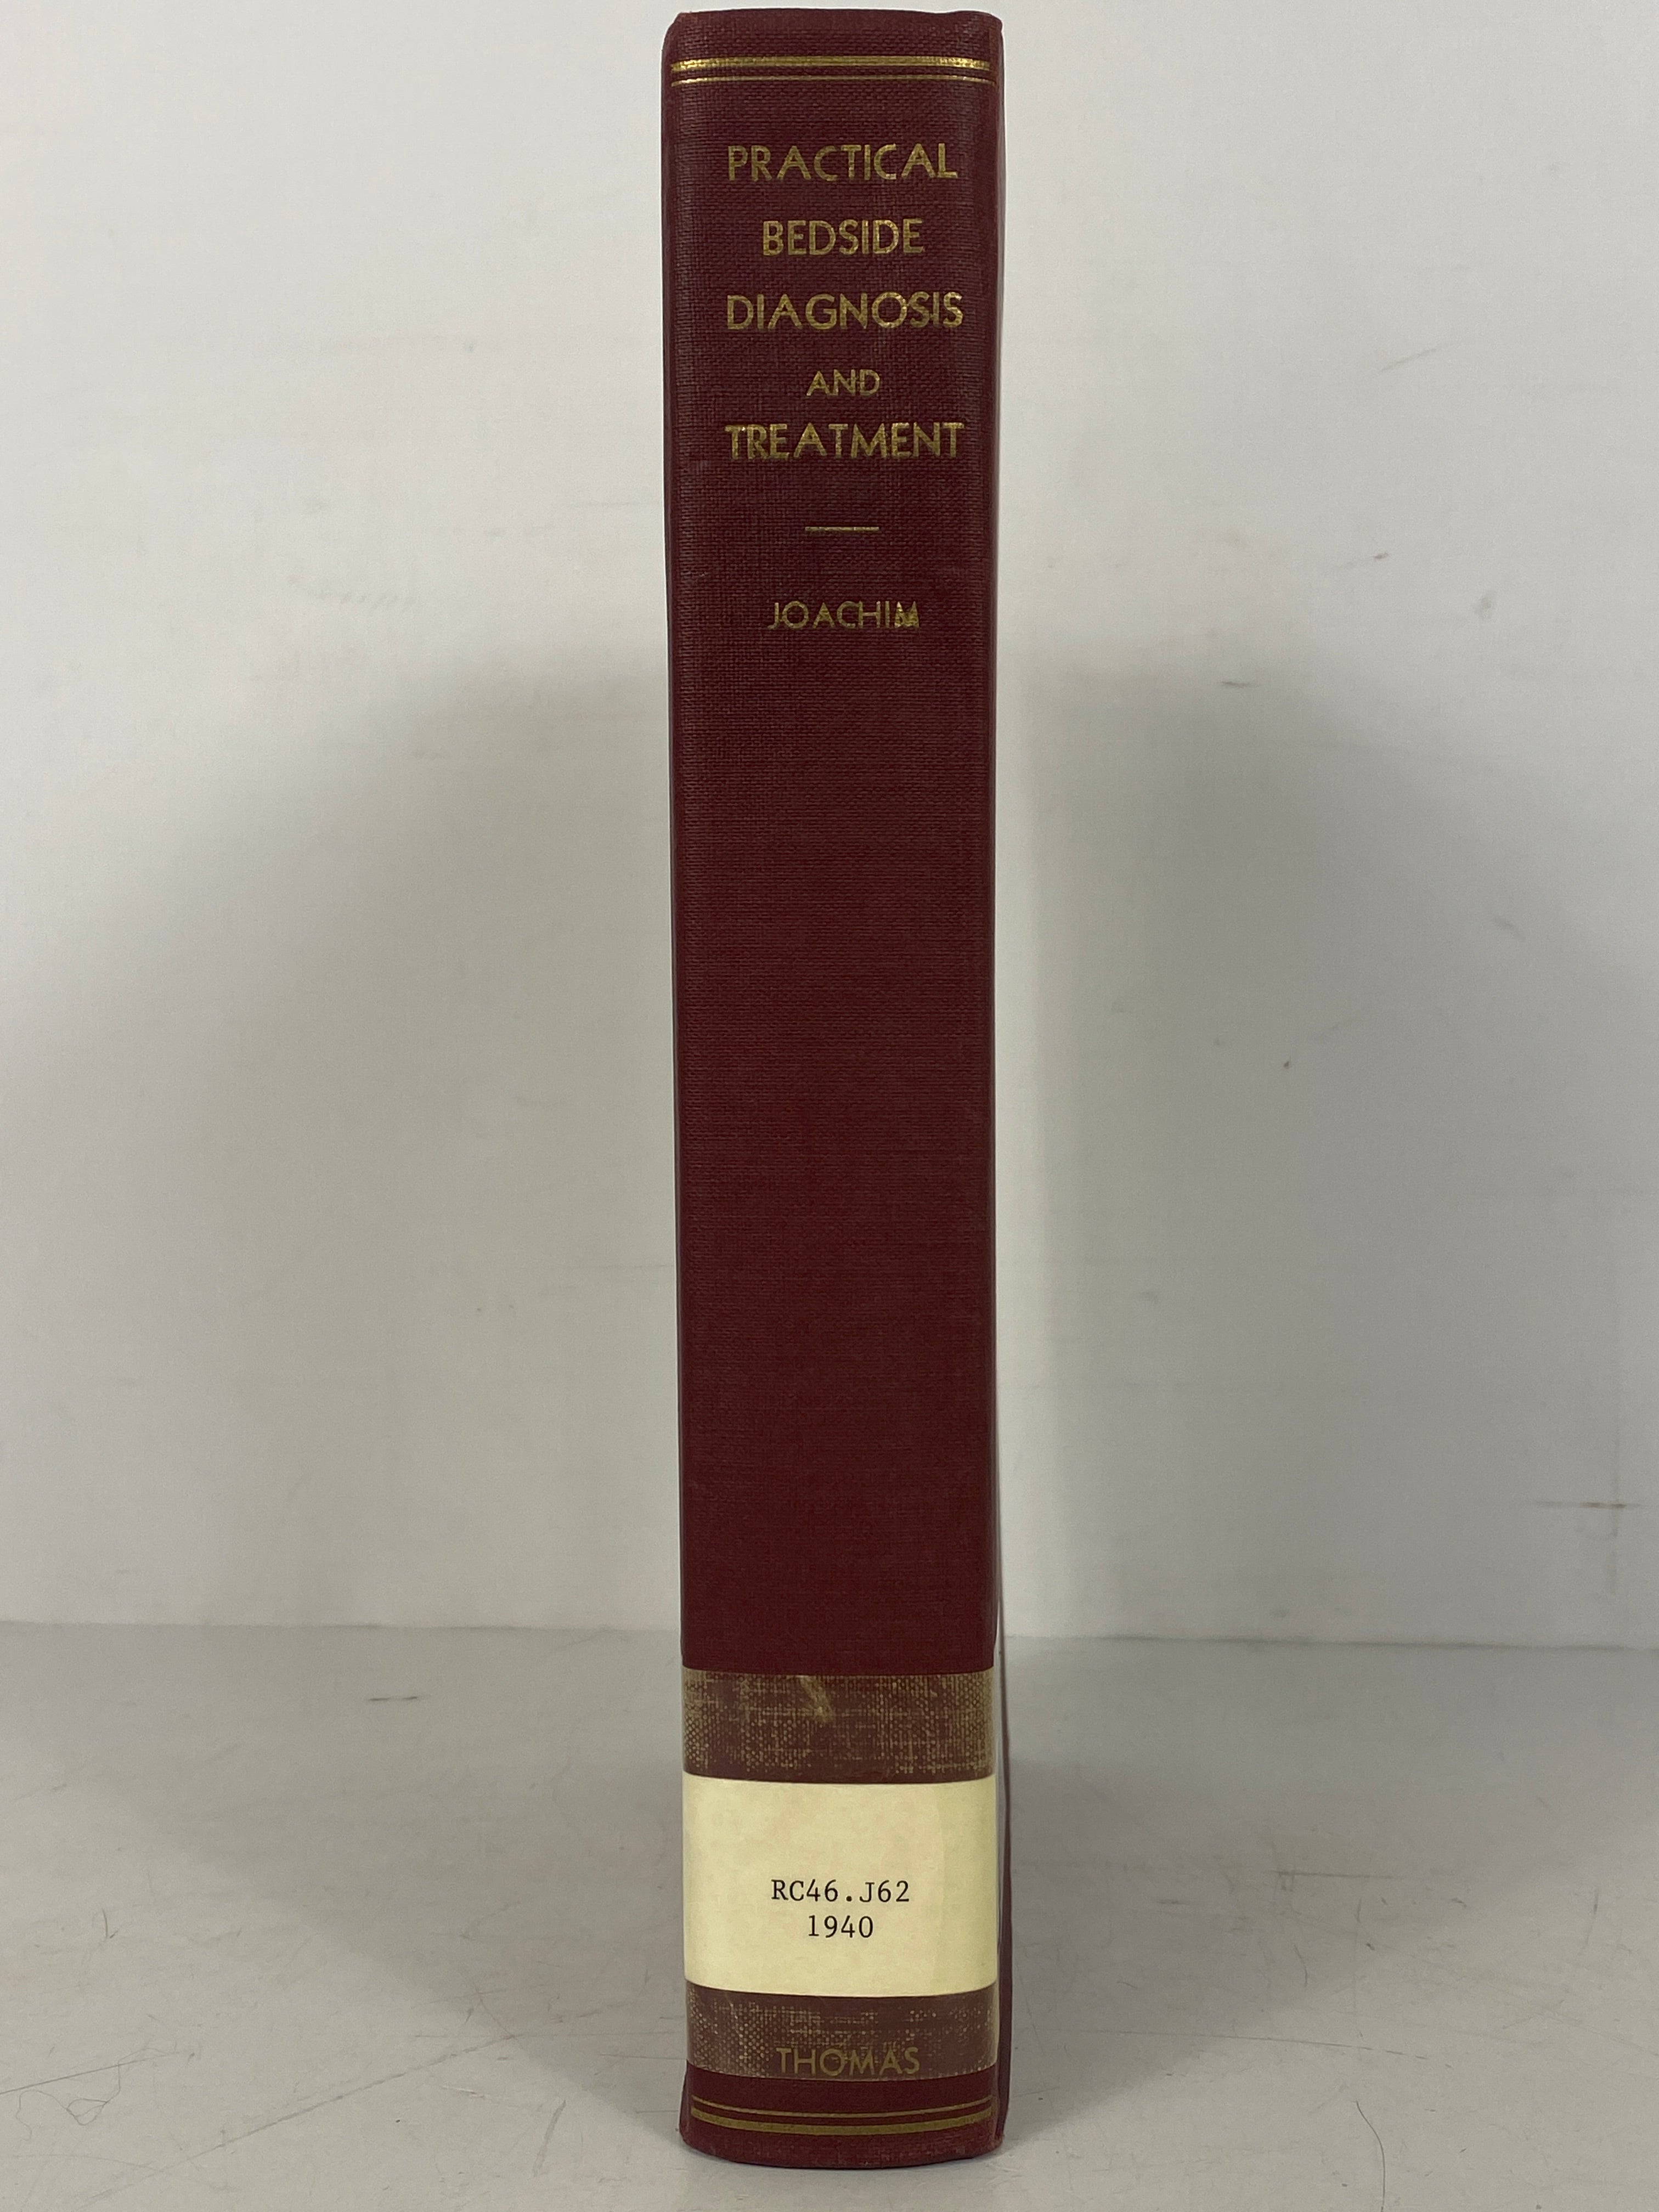 PRACTICAL
BEDSIDE
DIAGNOSIS
AND
TREATMENT
JOACHIM
RC46.J62
1940
THOMAS